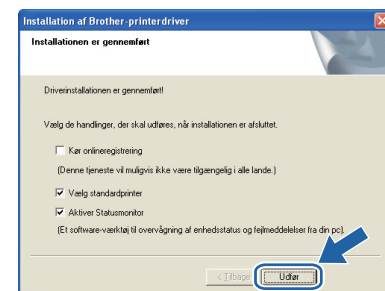 Installation af Brother-printerdriver
Installationen er gennemført
Driverinstallationen er gennemført!
Vælg de handlinger, der skal udføres, når installationen er afsluttet.
Kør onlineregistrering
(Denne tjeneste vil muligvis ikke være tilgængelig i alle lande.)
Vælg standardprinter
Aktiver Statusmonitor
(Et software-værktøj til overvågning af enhedsstatus og fejlmeddelelser fra din pc).
< Tilbage
Udfør